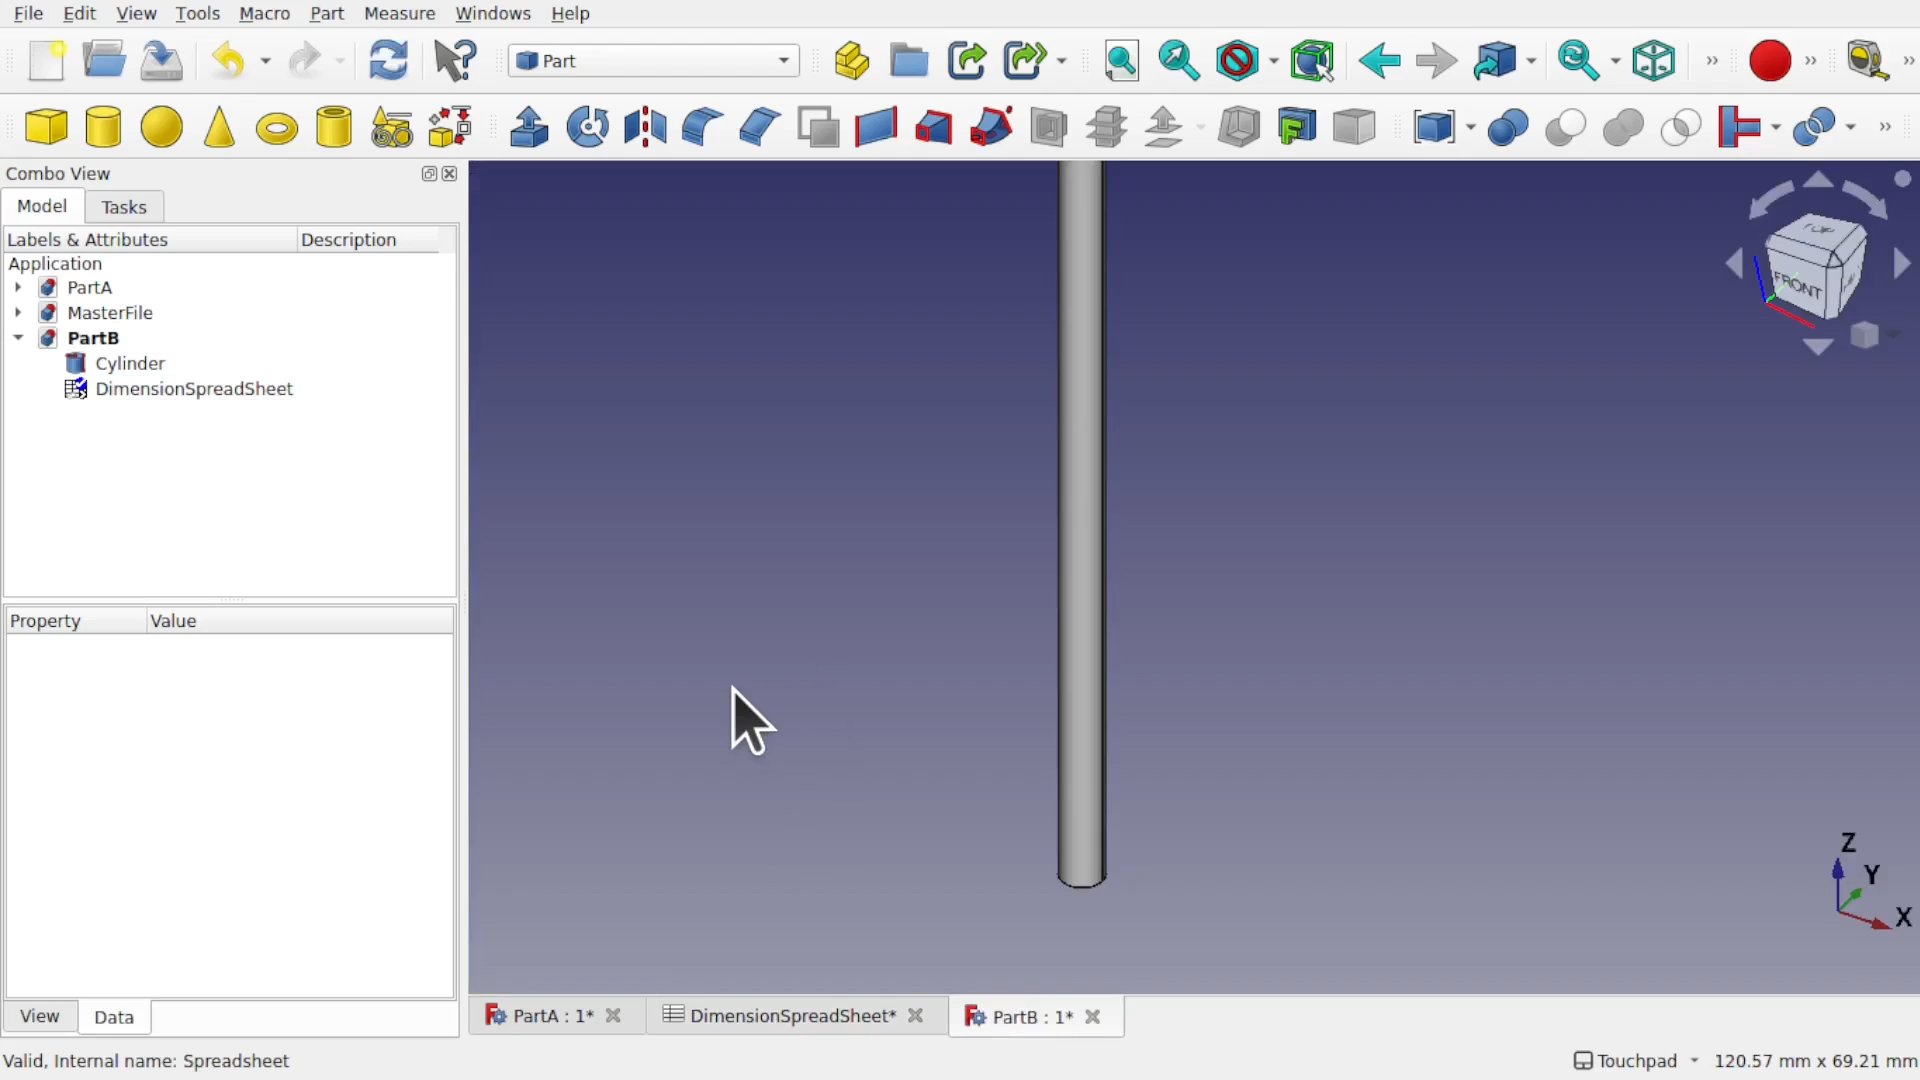 File Edit View Tools Macro Part Measure Windows Help
Part
Combo View
Model Tasks
Labels & Attributes Description
Application
PartA
MasterFile
PartB
Cylinder
DimensionSpreadSheet
Property Value
View Data
TOP
FRONT
Z
Y
X
PartA : 1* DimensionSpreadSheet* PartB : 1*
Valid, Internal name: Spreadsheet Touchpad 120.57 mm x 69.21 mm